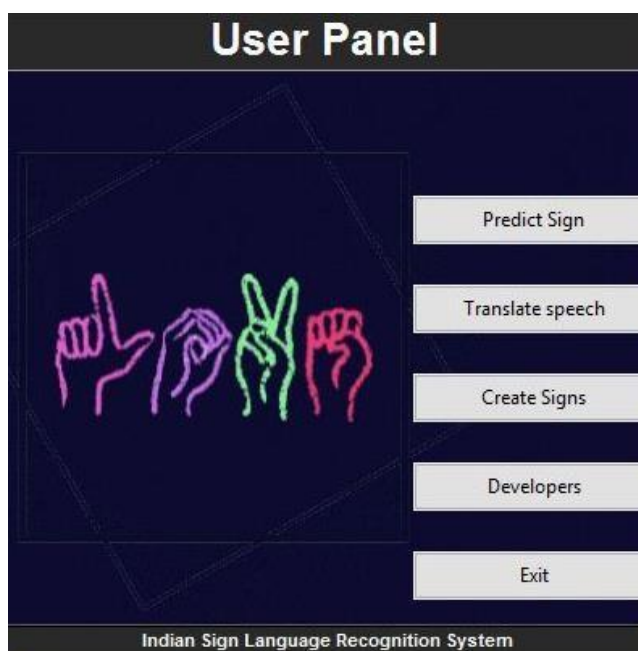 User Panel
Predict Sign
Translate speech
Create Signs
Developers
Exit
Indian Sign Language Recognition System